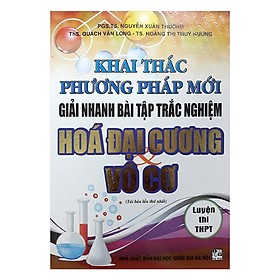 PGS.TS. NGUYỄN XUÂN TRƯỜNG
ThS. QUÁCH VĂN LONG - TS. HOÀNG THỊ THUÝ HƯƠNG
KHAI THÁC
PHƯƠNG PHÁP MỚI
GIẢI NHANH BÀI TẬP TRẮC NGHIỆM
HOÁ ĐẠI CƯƠNG
&
VÔ CƠ
(Tái bản lần thứ nhất)
Luyện
thi
THPT
NHÀ XUẤT BẢN ĐẠI HỌC QUỐC GIA HÀ NỘI